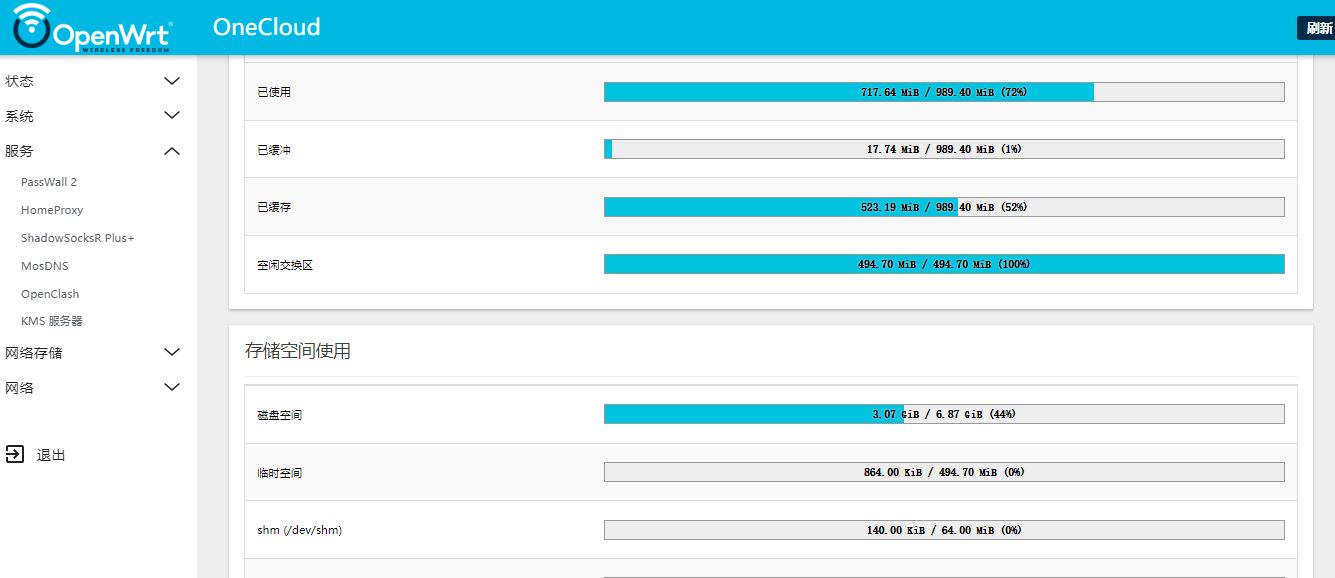 OpenWrt
WIRELESS FREEDOM
OneCloud
刷新
状态
系统
服务
PassWall 2
HomeProxy
ShadowSocksR Plus+
MosDNS
OpenClash
KMS 服务器
网络存储
网络
退出
已使用
717.64 MiB / 989.40 MiB (72%)
已缓冲
17.74 MiB / 989.40 MiB (1%)
已缓存
523.19 MiB / 989.40 MiB (52%)
空闲交换区
494.70 MiB / 494.70 MiB (100%)
存储空间使用
磁盘空间
3.07 GiB / 6.87 GiB (44%)
临时空间
864.00 KiB / 494.70 MiB (0%)
shm (/dev/shm)
140.00 KiB / 64.00 MiB (0%)